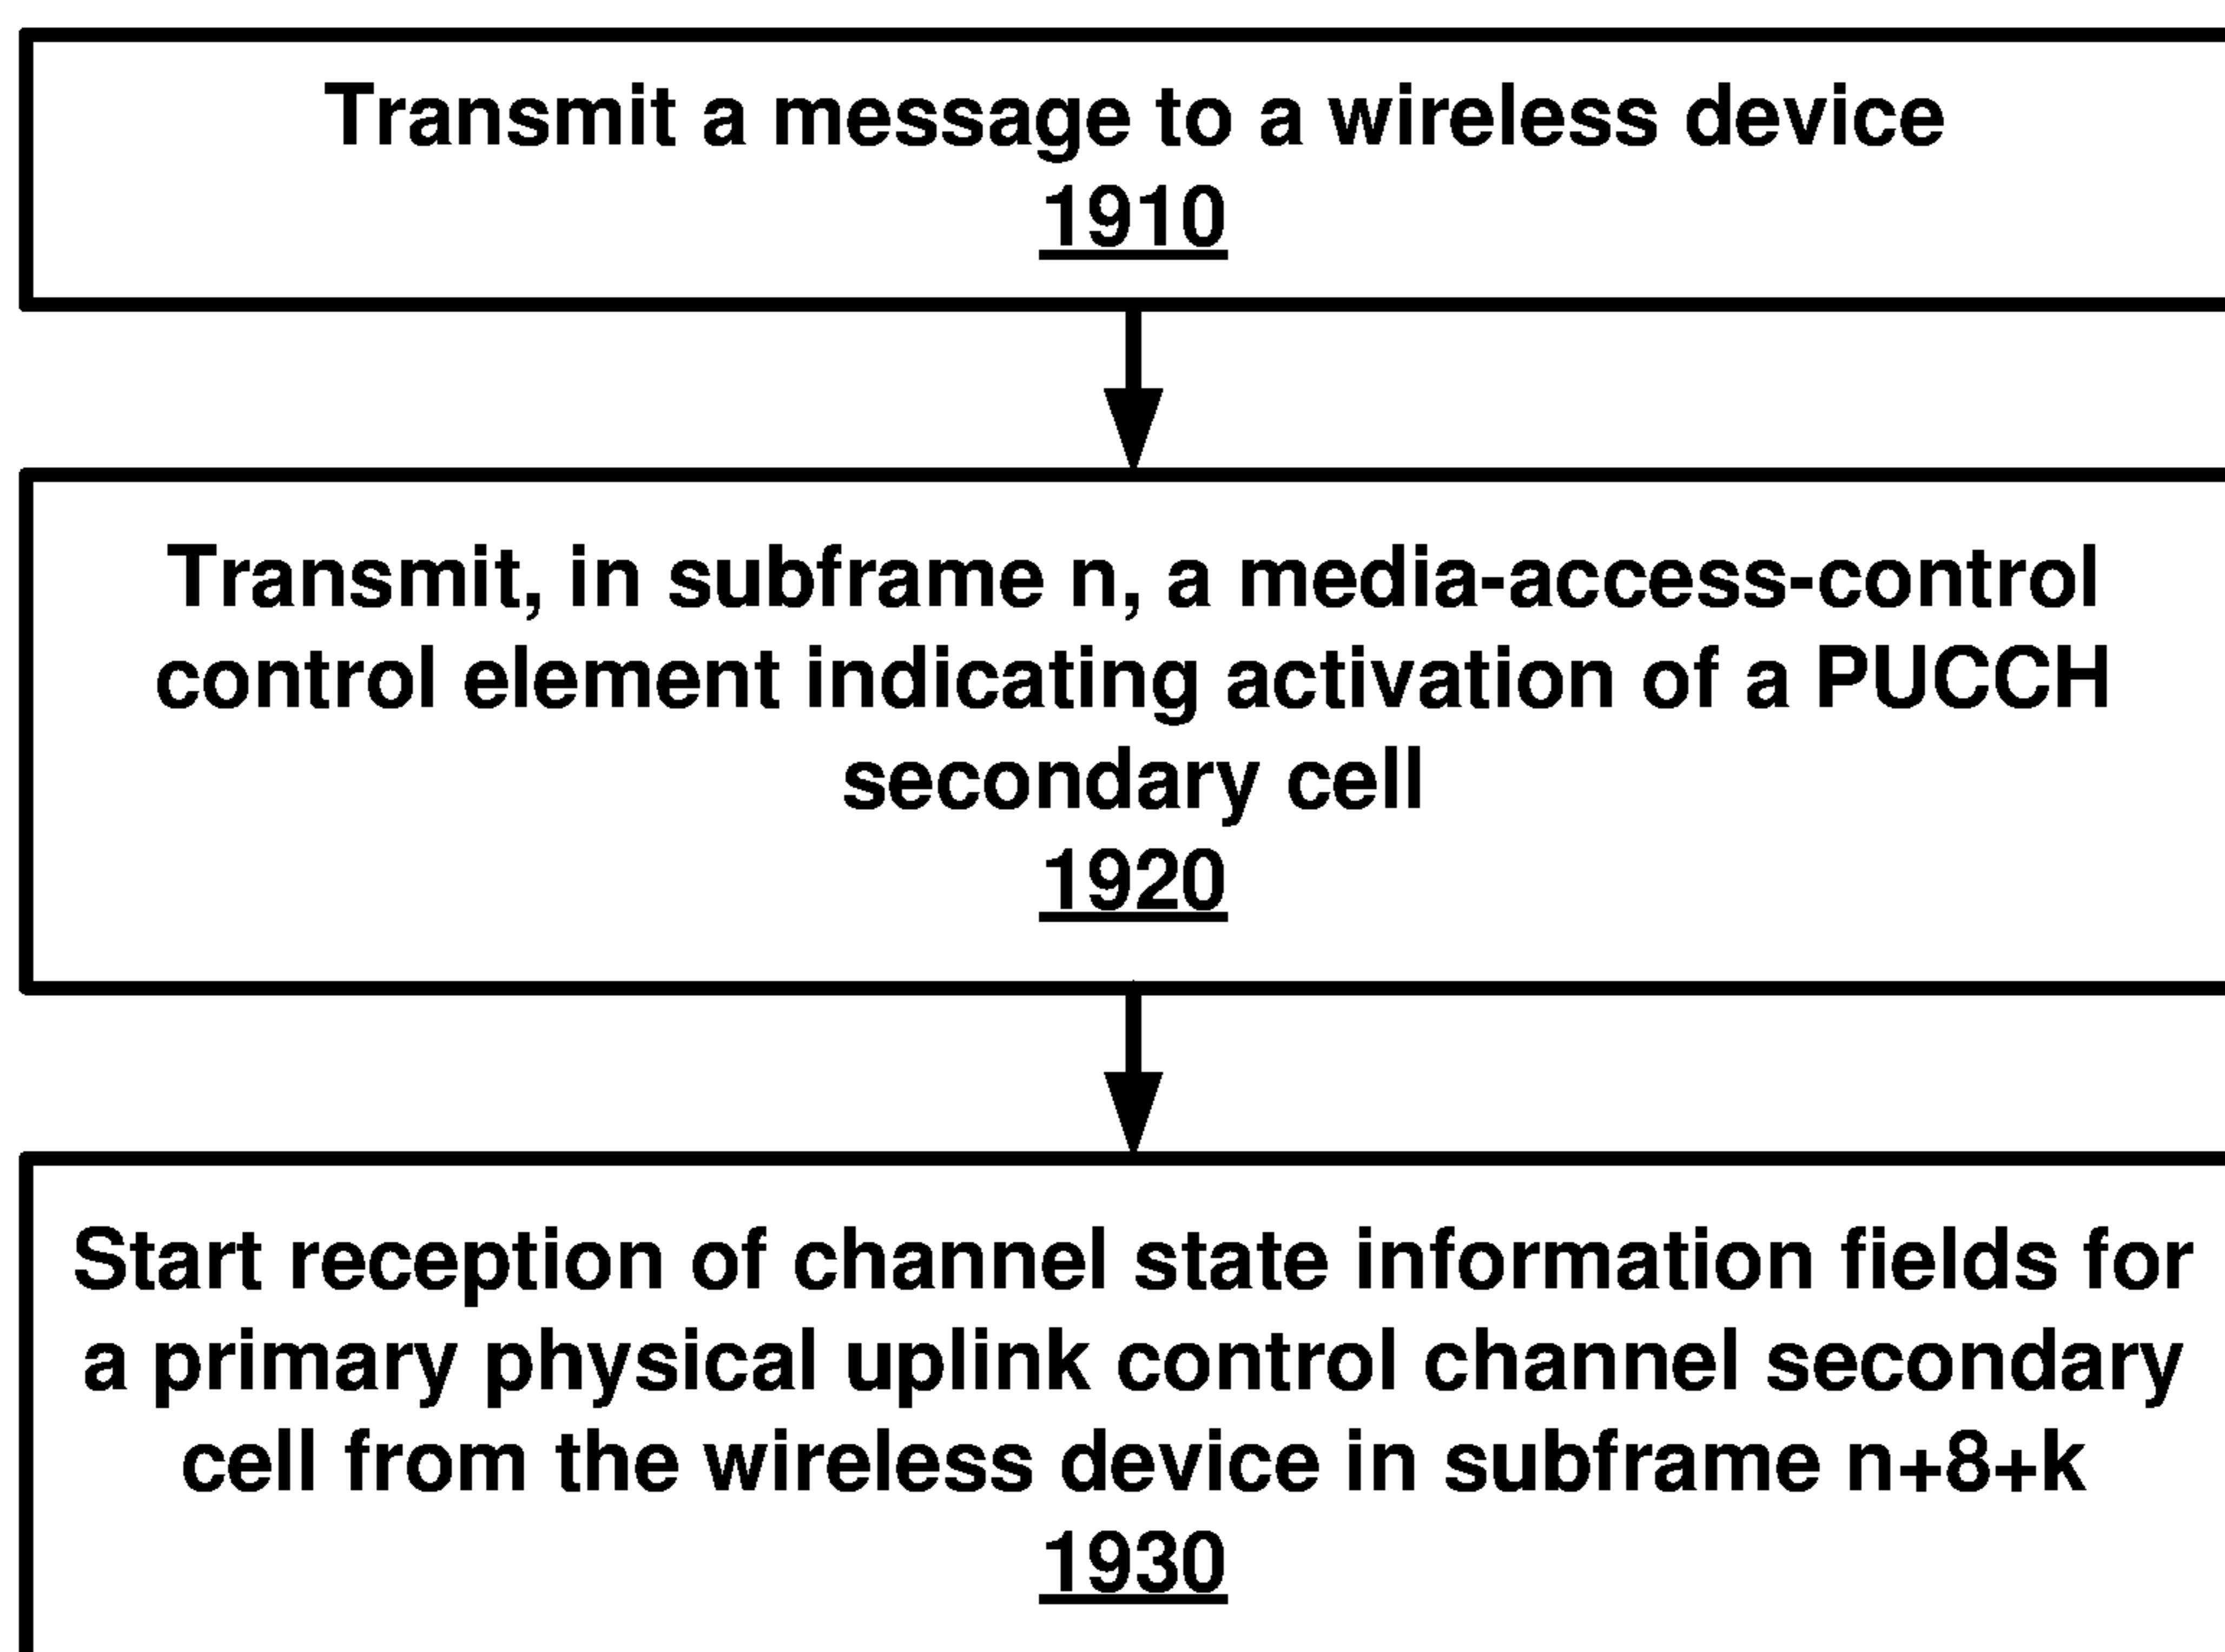 Transmit a message to a wireless device
1910
Transmit, in subframe n, a media-access-control
control element indicating activation of a PUCCH
secondary cell
1920
Start reception of channel state information fields for
a primary physical uplink control channel secondary
cell from the wireless device in subframe n+8+k
1930